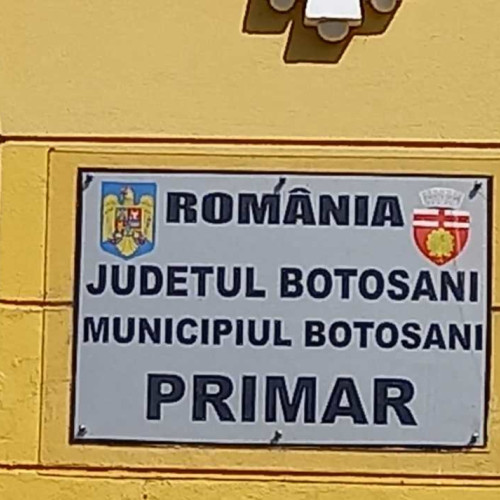 ROMÂNIA
JUDETUL BOTOSANI
MUNICIPIUL BOTOSANI
PRIMAR